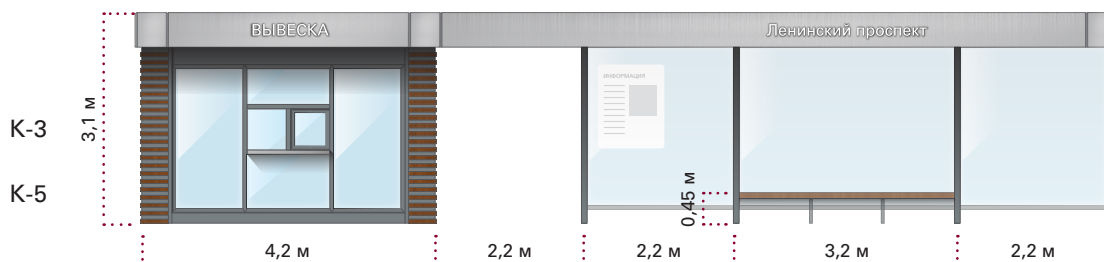 ВЫВЕСКА
Ленинский проспект
ИНФОРМАЦИЯ
К-3
К-5
3,1 м
0,45 м
4,2 м
2,2 м
2,2 м
3,2 м
2,2 м